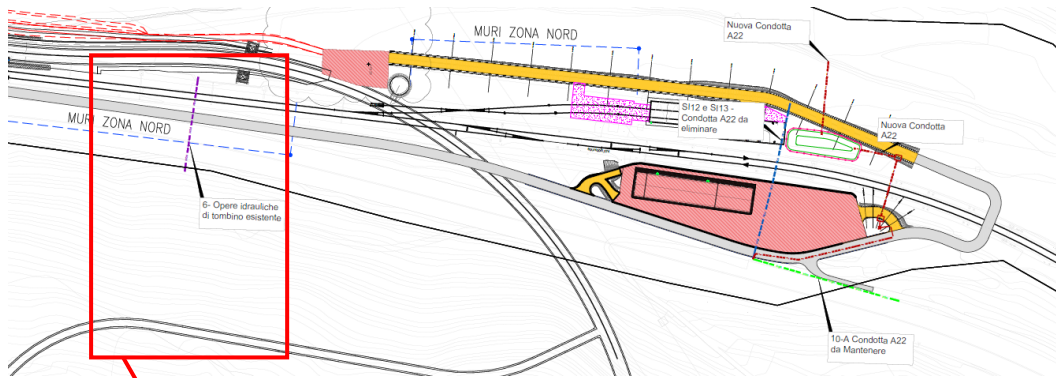 MURI ZONA NORD
Nuova Condotta
A22
SI12 e SI13 -
Condotta A22 da
eliminare
Nuova Condotta
A22
MURI ZONA NORD
6- Opere idrauliche
di tombino esistente
10-A Condotta A22
da Mantenere